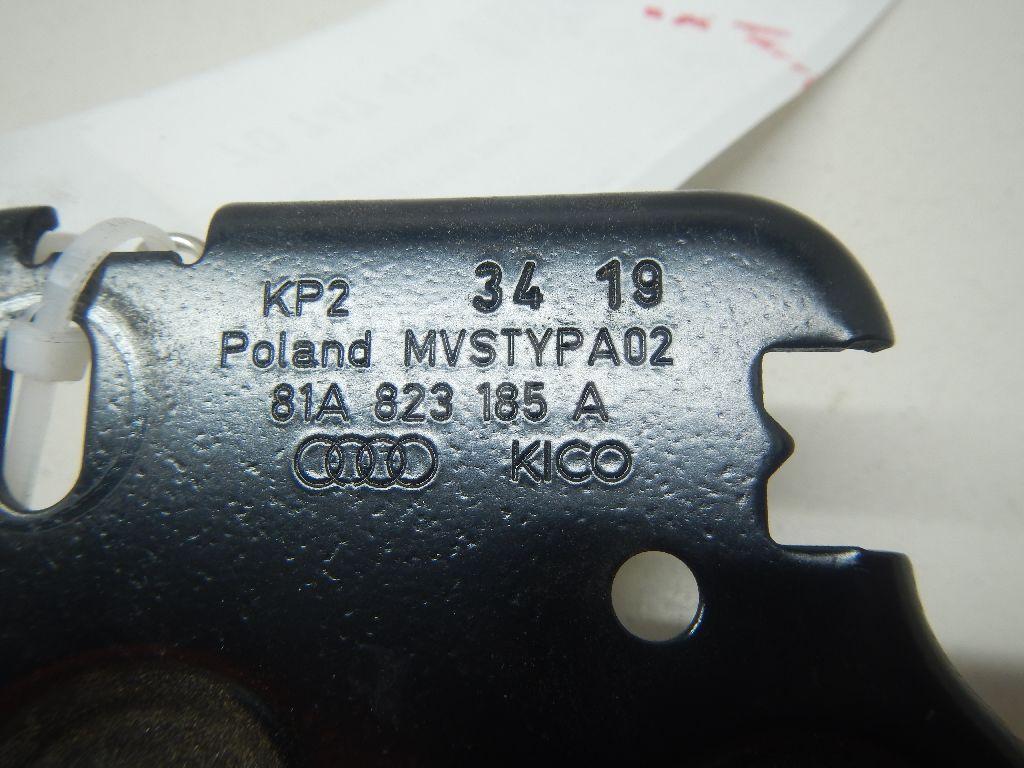 KP2 34 19
Poland MVSTYPA02
81A 823 185 A
KICO